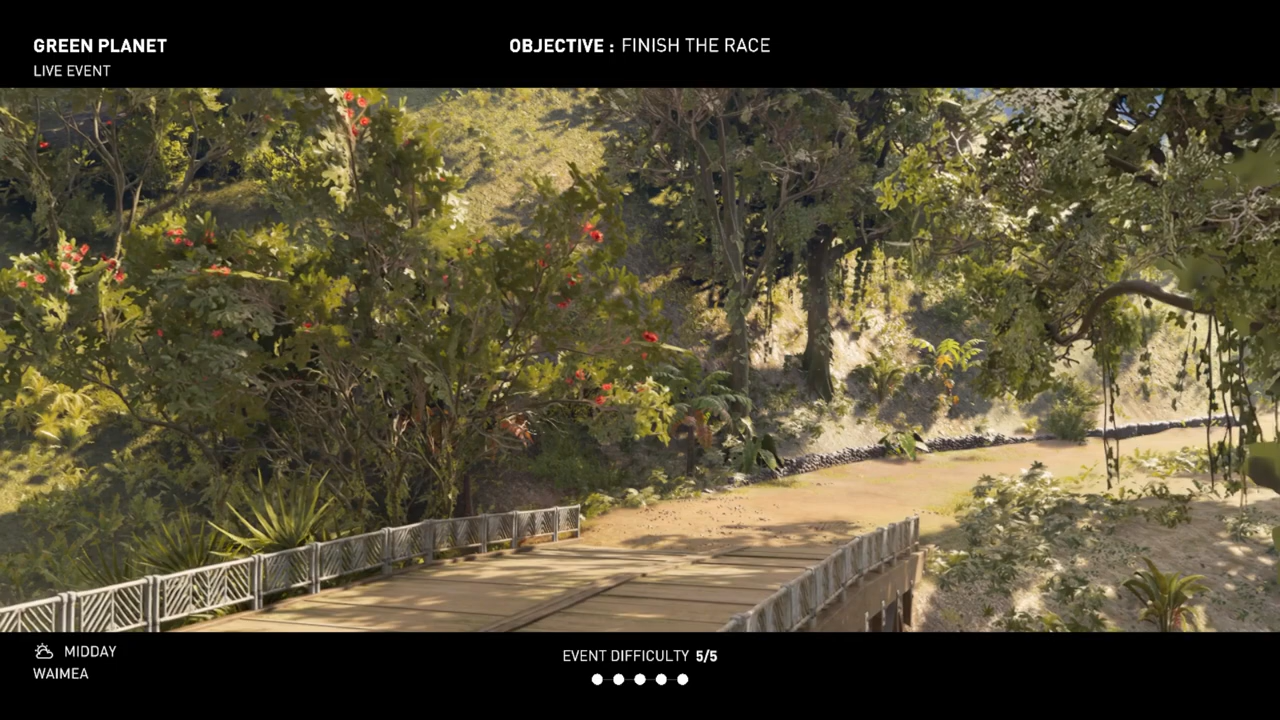 GREEN PLANET
LIVE EVENT
OBJECTIVE : FINISH THE RACE
MIDDAY
WAIMEA
EVENT DIFFICULTY 5/5